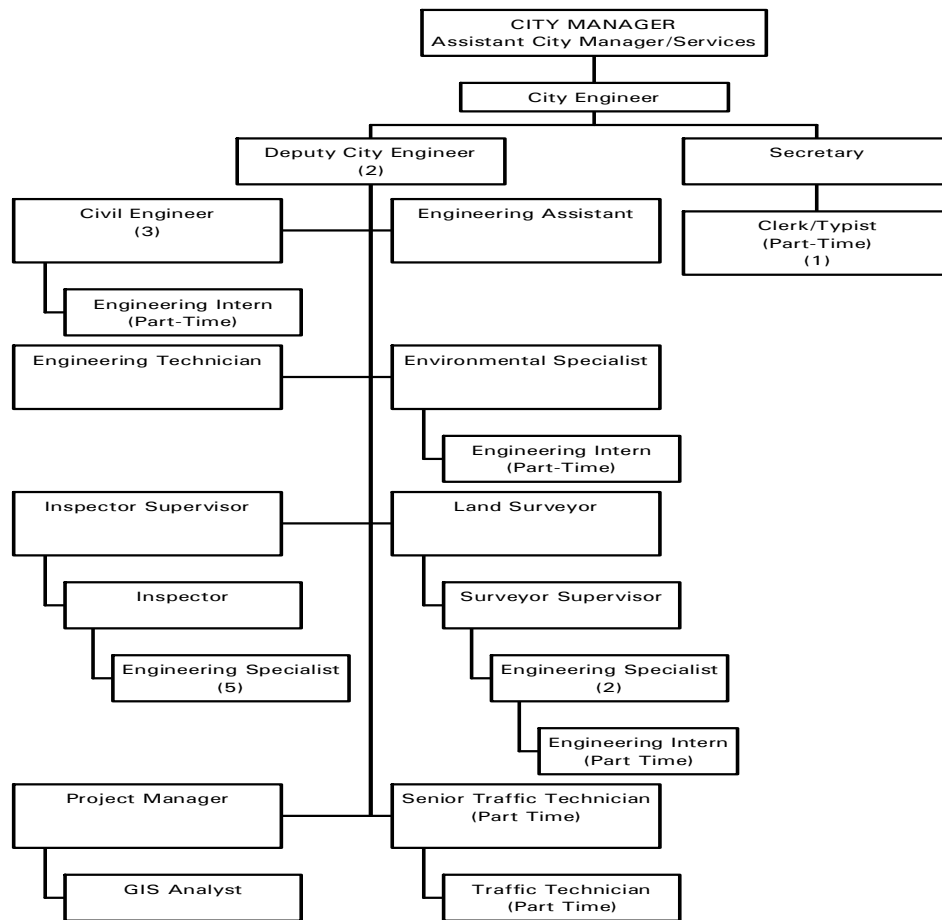 CITY MANAGER
Assistant City Manager/Services
City Engineer
Deputy City Engineer
(2)
Secretary
Civil Engineer
(3)
Engineering Assistant
Clerk/Typist
(Part-Time)
(1)
Engineering Intern
(Part-Time)
Engineering Technician
Environmental Specialist
Engineering Intern
(Part-Time)
Inspector Supervisor
Land Surveyor
Inspector
Surveyor Supervisor
Engineering Specialist
(5)
Engineering Specialist
(2)
Engineering Intern
(Part Time)
Project Manager
Senior Traffic Technician
(Part Time)
GIS Analyst
Traffic Technician
(Part Time)